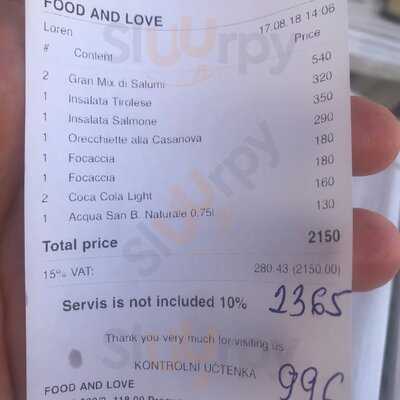 FOOD AND LOVE
Loren 17.08.18 14:06
# Content Price
2 Gran Mix di Salumi 540
1 Insalata Tirolese 320
1 Insalata Salmone 350
1 Orecchiette alla Casanova 290
1 Focaccia 180
1 Focaccia 180
2 Coca Cola Light 160
1 Acqua San B. Naturale 0,75l 130
Total price 2150
15% VAT: 280.43 (2150.00)
Servis is not included 10% 2365
Thank you very much for visiting us
KONTROLNÍ ÚČTENKA
FOOD AND LOVE
Sluurpy
Sluurpy
Sluurpy